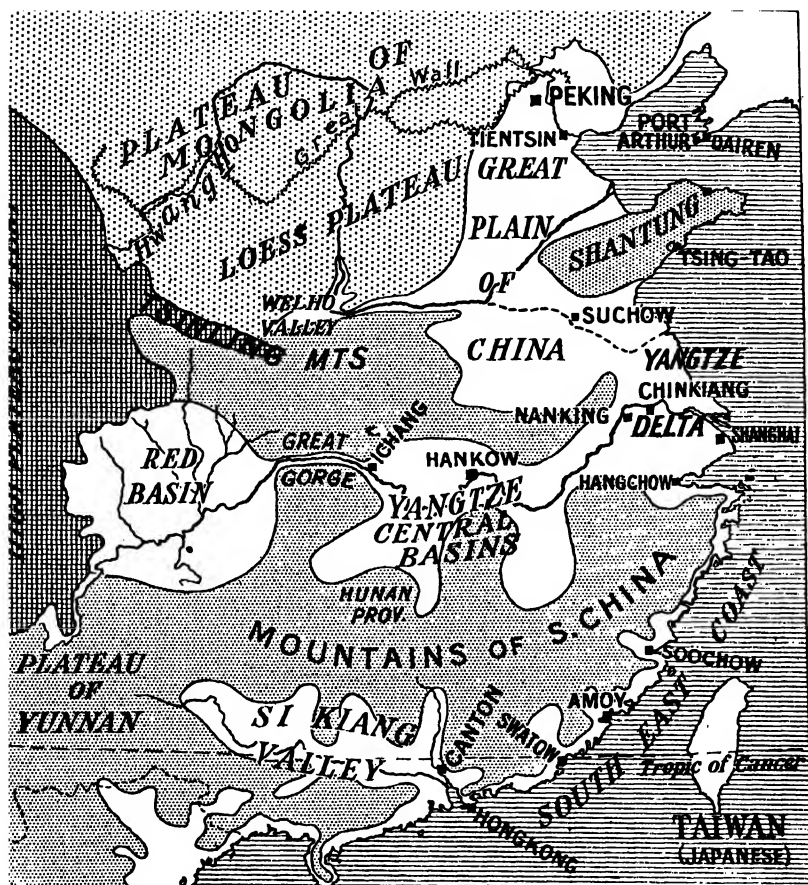 PLATEAU OF
MONGOLIA
Great Wall
Hwang Ho
LOESS PLATEAU
PEKING
TIENTSIN
PORT
ARTHUR
DAIREN
GREAT
PLAIN
OF
CHINA
SHANTUNG
TSING-TAO
WEI HO
VALLEY
SUCHOW
MTS
YANGTZE
DELTA
CHINKIANG
NANKING
SHANGHAI
HANGCHOW
RED
BASIN
GREAT
GORGE
ICHANG
HANKOW
YANGTZE
CENTRAL
BASINS
HUNAN
PROV.
MOUNTAINS OF S. CHINA
PLATEAU
OF
YUNNAN
SI KIANG
VALLEY
CANTON
HONGKONG
SWATOW
AMOY
SOOCHOW
SOUTH EAST COAST
Tropic of Cancer
TAIWAN
(JAPANESE)